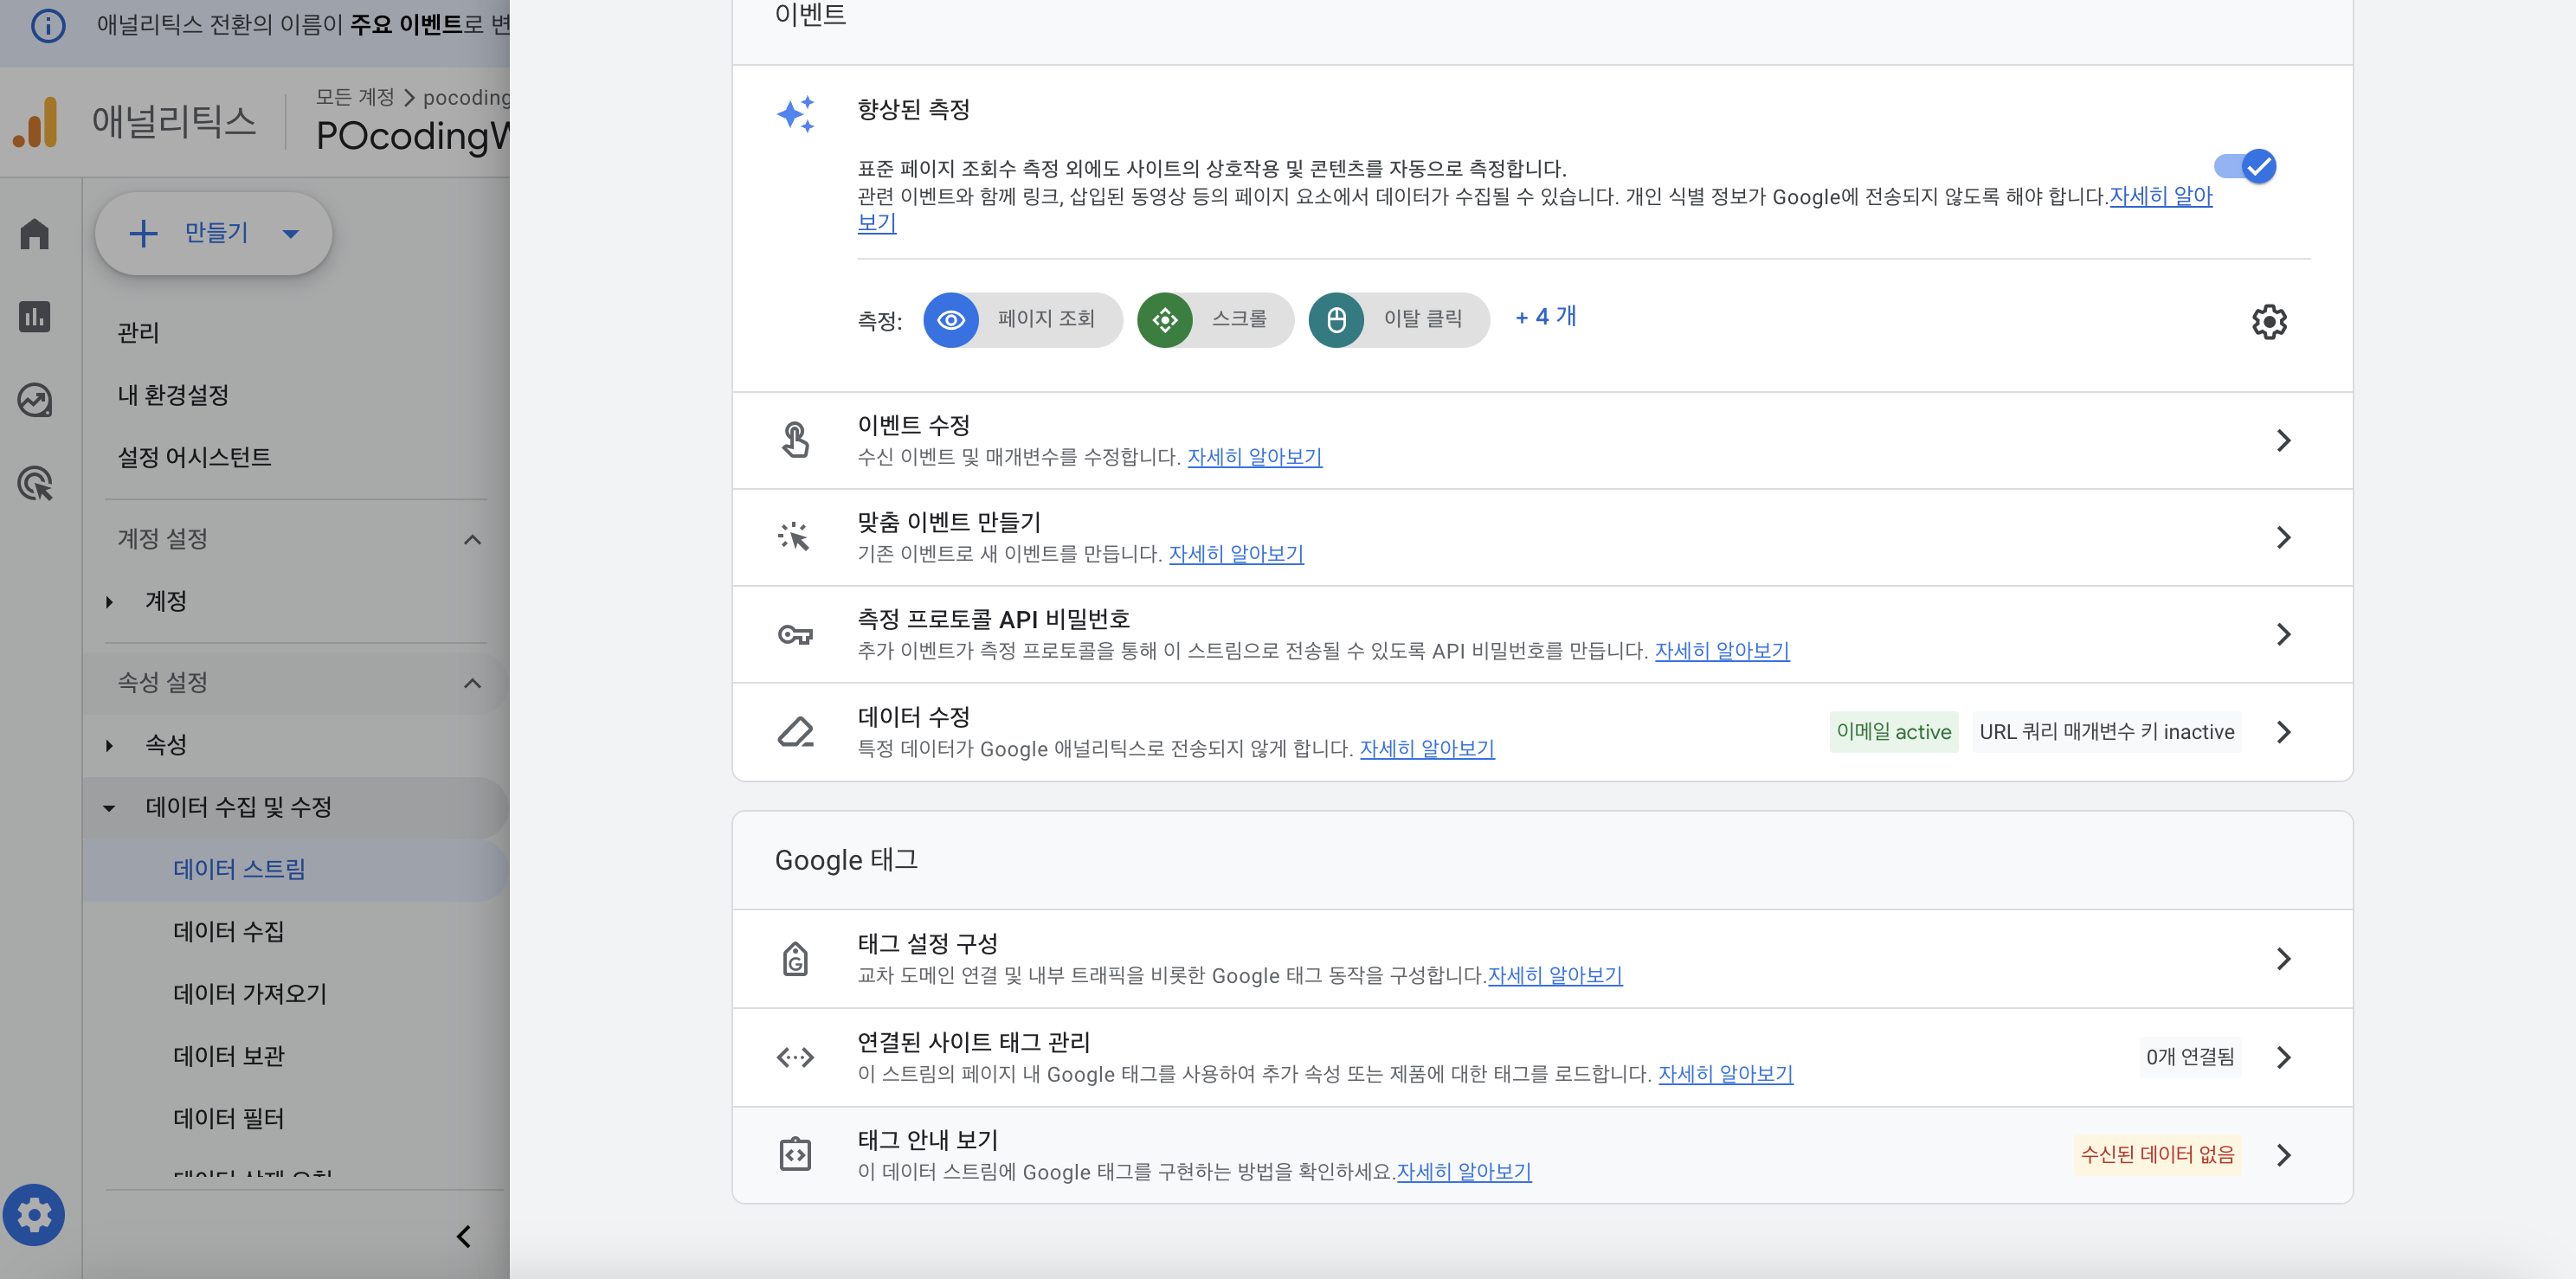 애널리틱스 전환의 이름이 주요 이벤트로 변
애널리틱스
모든 계정 > pocoding
POcodingW
만들기
관리
내 환경설정
설정 어시스턴트
계정 설정
계정
속성 설정
속성
데이터 수집 및 수정
데이터 스트림
데이터 수집
데이터 가져오기
데이터 보관
데이터 필터
이벤트
향상된 측정
표준 페이지 조회수 측정 외에도 사이트의 상호작용 및 콘텐츠를 자동으로 측정합니다.
관련 이벤트와 함께 링크, 삽입된 동영상 등의 페이지 요소에서 데이터가 수집될 수 있습니다. 개인 식별 정보가 Google에 전송되지 않도록 해야 합니다.자세히 알아
보기
측정: 페이지 조회 스크롤 이탈 클릭 + 4 개
이벤트 수정
수신 이벤트 및 매개변수를 수정합니다. 자세히 알아보기
맞춤 이벤트 만들기
기존 이벤트로 새 이벤트를 만듭니다. 자세히 알아보기
측정 프로토콜 API 비밀번호
추가 이벤트가 측정 프로토콜을 통해 이 스트림으로 전송될 수 있도록 API 비밀번호를 만듭니다. 자세히 알아보기
데이터 수정
특정 데이터가 Google 애널리틱스로 전송되지 않게 합니다. 자세히 알아보기
이메일 active URL 쿼리 매개변수 키 inactive
Google 태그
태그 설정 구성
교차 도메인 연결 및 내부 트래픽을 비롯한 Google 태그 동작을 구성합니다.자세히 알아보기
연결된 사이트 태그 관리
이 스트림의 페이지 내 Google 태그를 사용하여 추가 속성 또는 제품에 대한 태그를 로드합니다. 자세히 알아보기
0개 연결됨
태그 안내 보기
이 데이터 스트림에 Google 태그를 구현하는 방법을 확인하세요.자세히 알아보기
수신된 데이터 없음